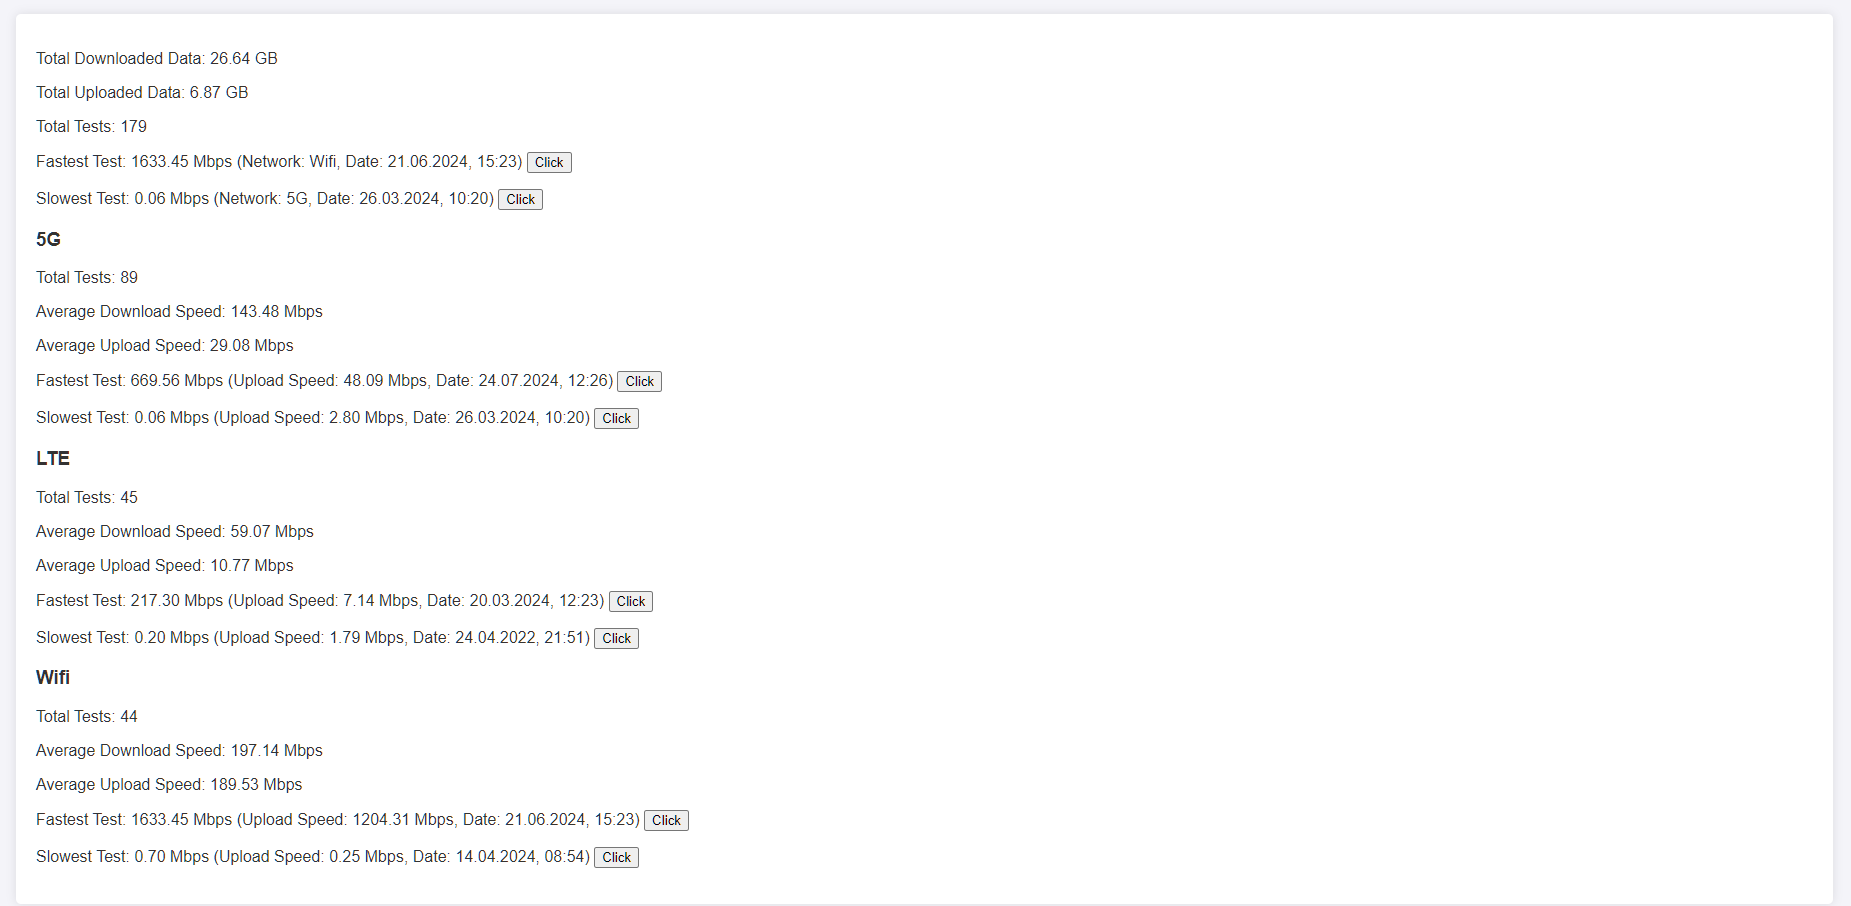 Total Downloaded Data: 26.64 GB
Total Uploaded Data: 6.87 GB
Total Tests: 179
Fastest Test: 1633.45 Mbps (Network: Wifi, Date: 21.06.2024, 15:23) Click
Slowest Test: 0.06 Mbps (Network: 5G, Date: 26.03.2024, 10:20) Click
5G
Total Tests: 89
Average Download Speed: 143.48 Mbps
Average Upload Speed: 29.08 Mbps
Fastest Test: 669.56 Mbps (Upload Speed: 48.09 Mbps, Date: 24.07.2024, 12:26) Click
Slowest Test: 0.06 Mbps (Upload Speed: 2.80 Mbps, Date: 26.03.2024, 10:20) Click
LTE
Total Tests: 45
Average Download Speed: 59.07 Mbps
Average Upload Speed: 10.77 Mbps
Fastest Test: 217.30 Mbps (Upload Speed: 7.14 Mbps, Date: 20.03.2024, 12:23) Click
Slowest Test: 0.20 Mbps (Upload Speed: 1.79 Mbps, Date: 24.04.2022, 21:51) Click
Wifi
Total Tests: 44
Average Download Speed: 197.14 Mbps
Average Upload Speed: 189.53 Mbps
Fastest Test: 1633.45 Mbps (Upload Speed: 1204.31 Mbps, Date: 21.06.2024, 15:23) Click
Slowest Test: 0.70 Mbps (Upload Speed: 0.25 Mbps, Date: 14.04.2024, 08:54) Click